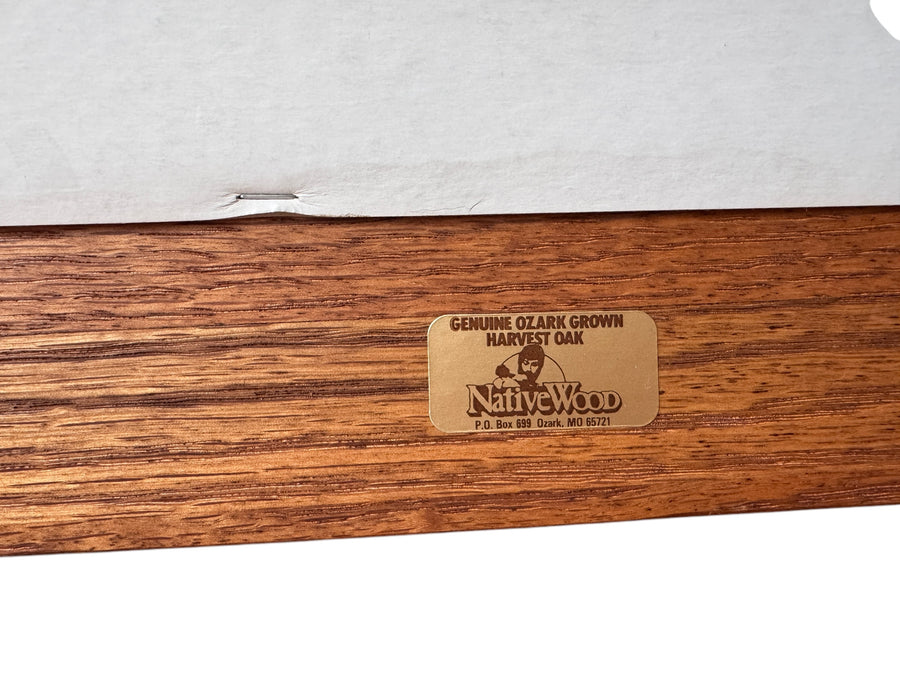 GENUINE OZARK GROWN
HARVEST OAK
NativeWood
P.O. Box 699 Ozark, MO 65721